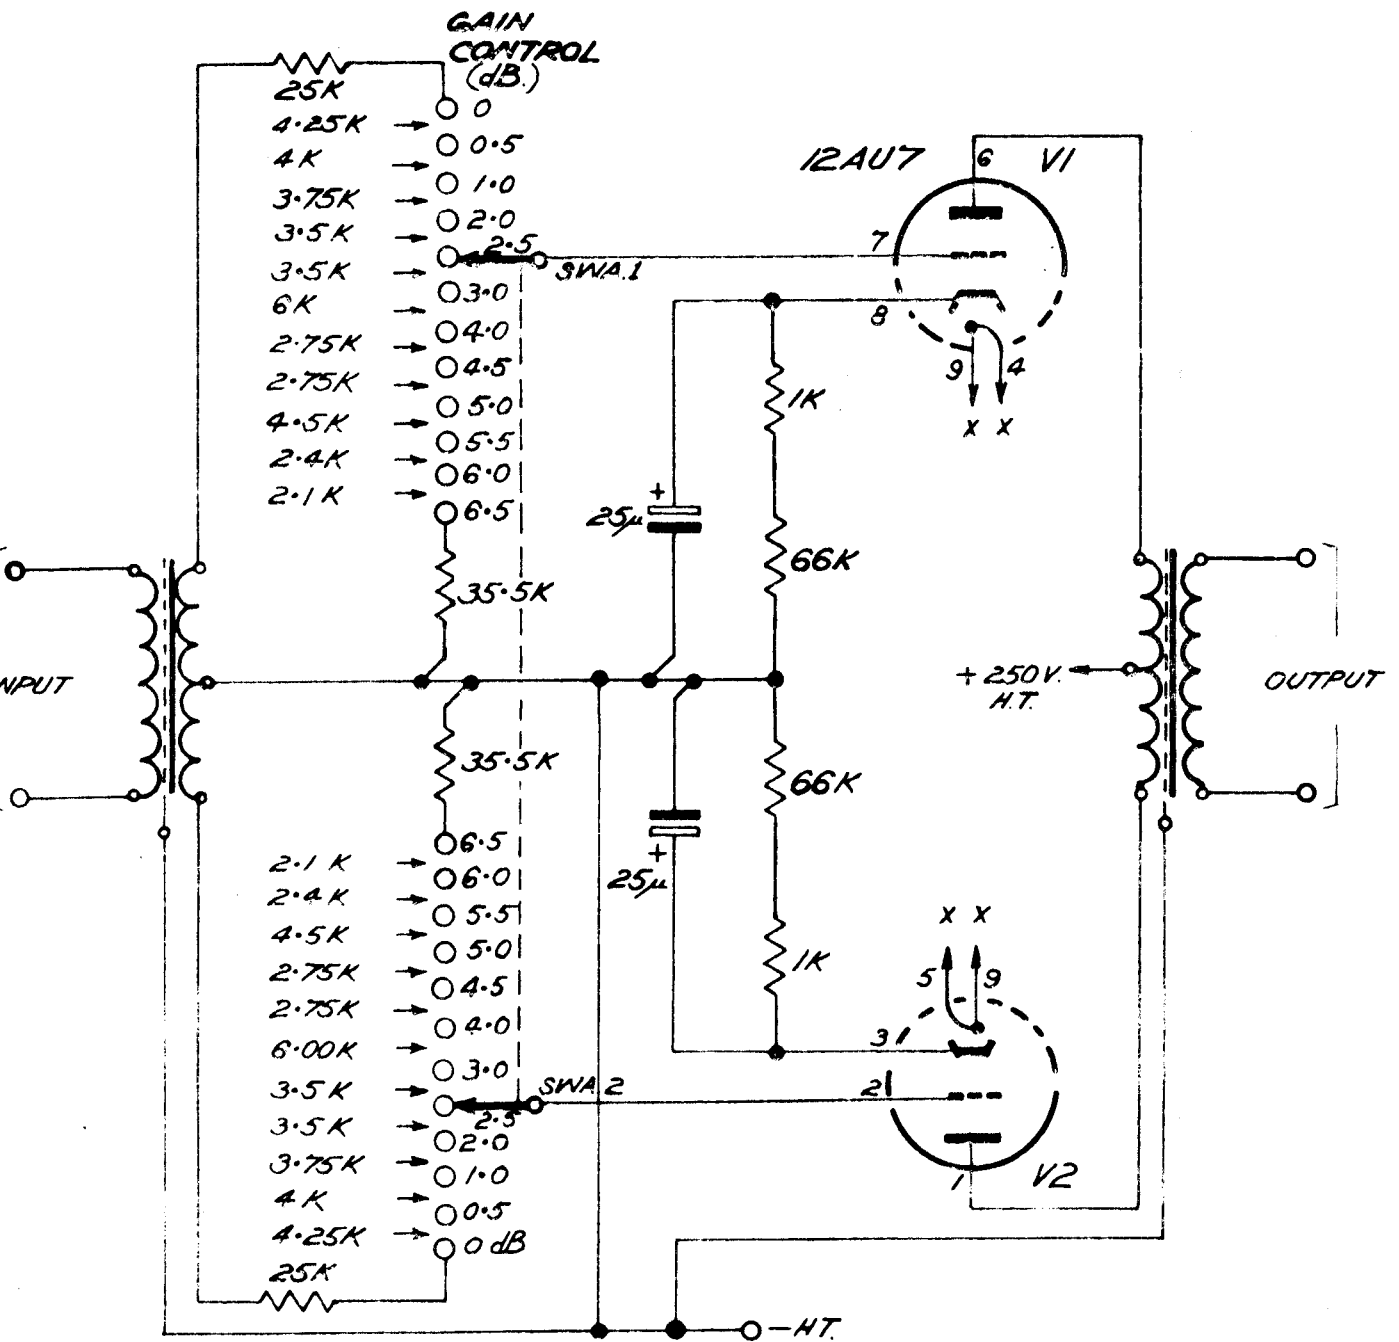 GAIN
CONTROL
(dB.)
25K
0
4.25K
0.5
4K
1.0
3.75K
2.0
3.5K
2.5
SWA.1
3.5K
3.0
6K
4.0
2.75K
4.5
2.75K
5.0
4.5K
5.5
2.4K
6.0
2.1K
6.5
12AU7
6
V1
7
8
9
4
X X
1K
+
25µ
66K
35.5K
INPUT
+250V.
H.T.
OUTPUT
35.5K
66K
+
25µ
1K
6.5
2.1K
6.0
2.4K
5.5
4.5K
5.0
2.75K
4.5
2.75K
4.0
6.00K
3.0
3.5K
SWA 2
2.5
3.5K
2.0
3.75K
1.0
4K
0.5
4.25K
0 dB
25K
X X
5
9
3
2
1
V2
-HT.